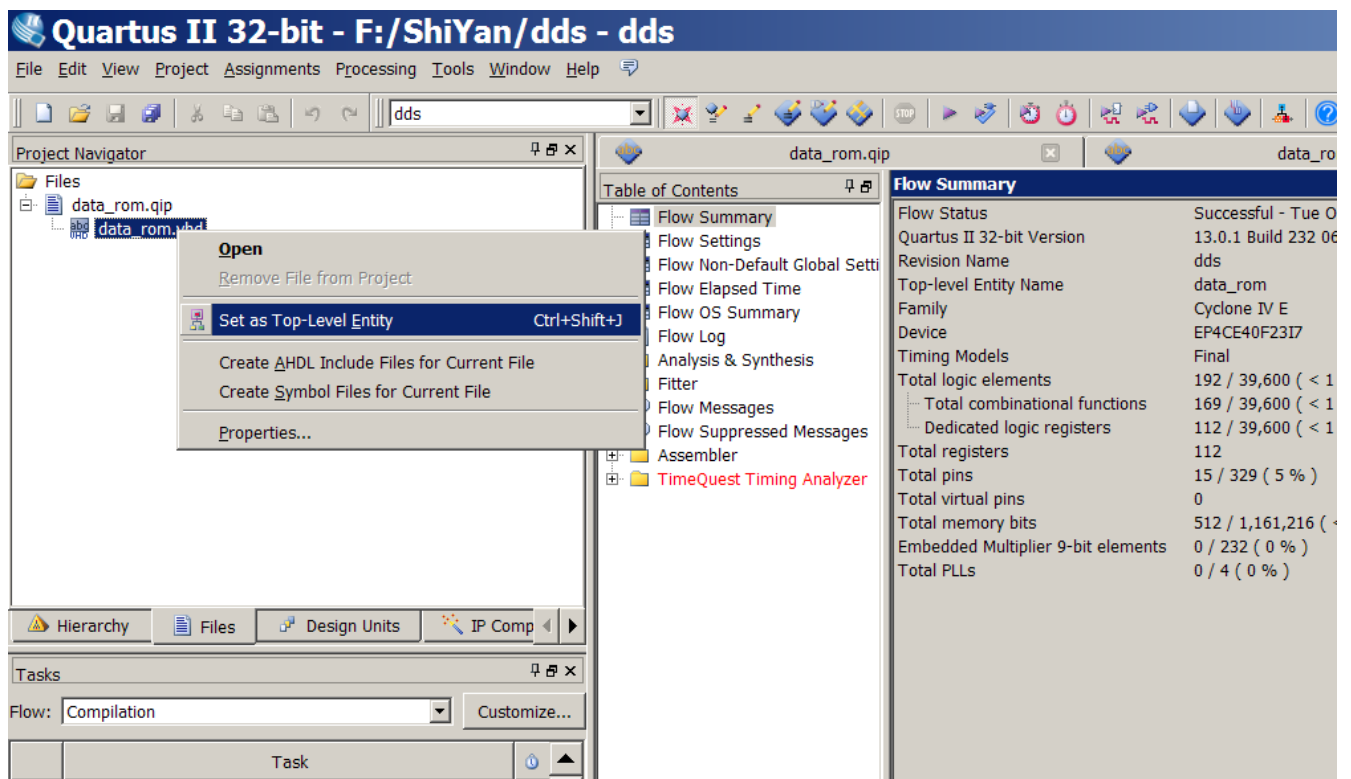 Quartus II 32-bit - F:/ShiYan/dds - dds
File Edit View Project Assignments Processing Tools Window Help
dds
Project Navigator
Files
data_rom.qip
data_rom.vhd
Open
Remove File from Project
Set as Top-Level Entity Ctrl+Shift+J
Create AHDL Include Files for Current File
Create Symbol Files for Current File
Properties...
Hierarchy Files Design Units IP Comp
Tasks
Flow: Compilation Customize...
Task
data_rom.qip data_ro
Table of Contents
Flow Summary
Flow Settings
Flow Non-Default Global Setti
Flow Elapsed Time
Flow OS Summary
Flow Log
Analysis & Synthesis
Fitter
Flow Messages
Flow Suppressed Messages
Assembler
TimeQuest Timing Analyzer
Flow Summary
Flow Status Successful - Tue O
Quartus II 32-bit Version 13.0.1 Build 232 06
Revision Name dds
Top-level Entity Name data_rom
Family Cyclone IV E
Device EP4CE40F23I7
Timing Models Final
Total logic elements 192 / 39,600 ( < 1
Total combinational functions 169 / 39,600 ( < 1
Dedicated logic registers 112 / 39,600 ( < 1
Total registers 112
Total pins 15 / 329 ( 5 % )
Total virtual pins 0
Total memory bits 512 / 1,161,216 ( <
Embedded Multiplier 9-bit elements 0 / 232 ( 0 % )
Total PLLs 0 / 4 ( 0 % )